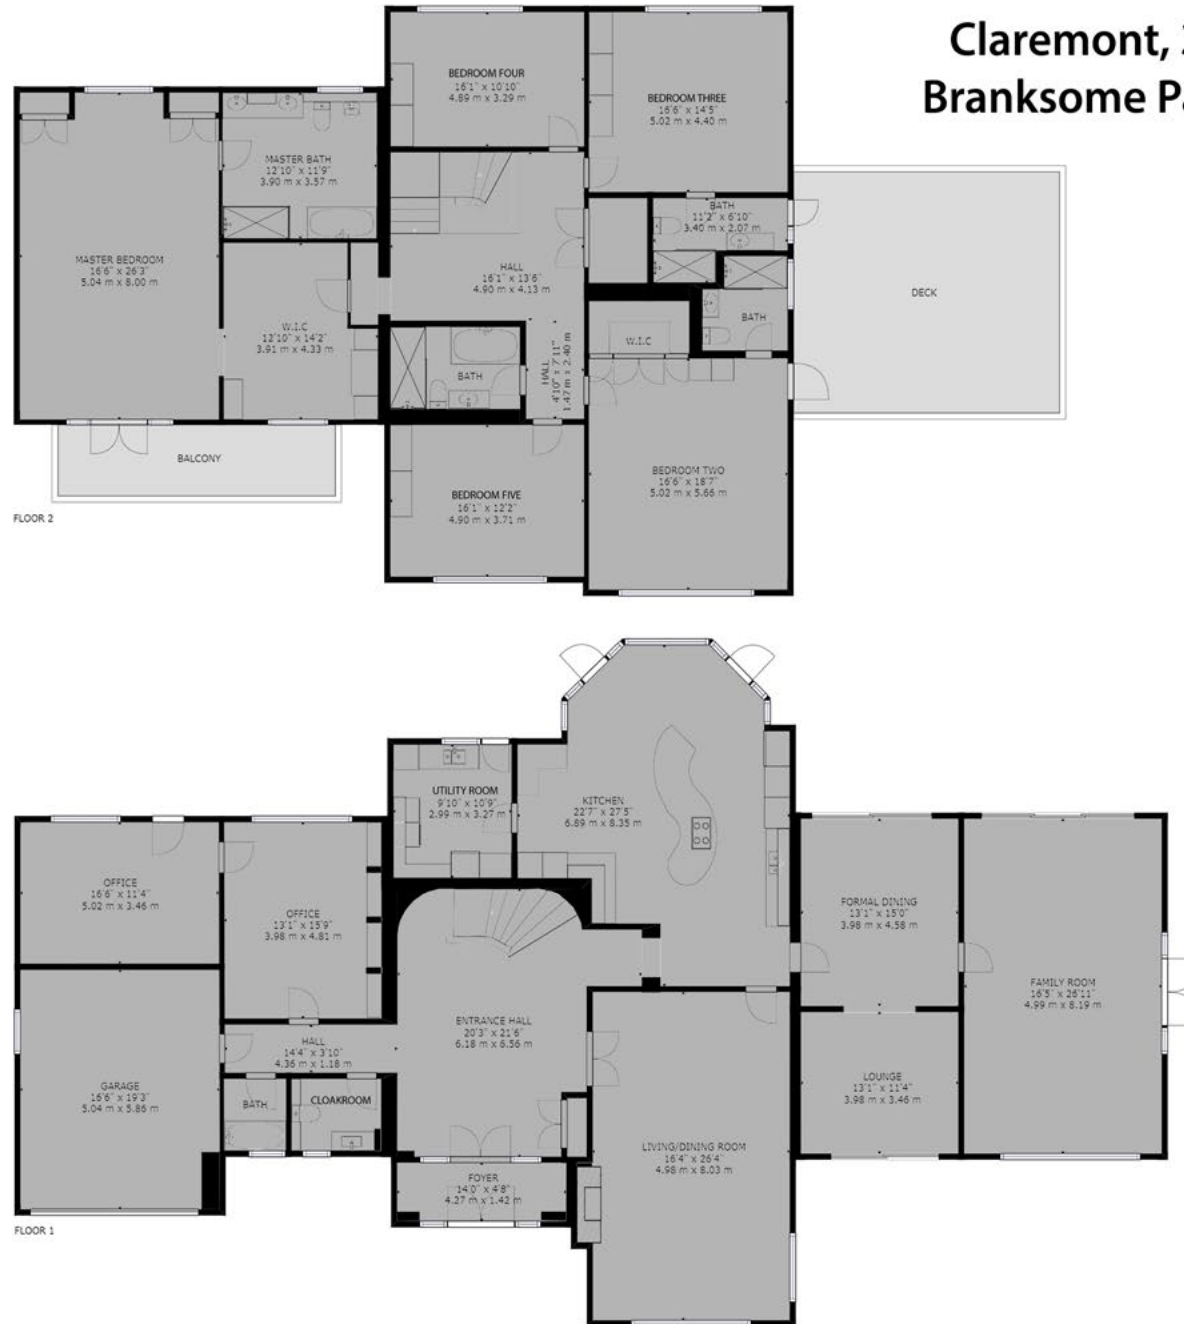 Claremont, 3
Branksome Pa
BEDROOM FOUR
16'1" x 10'10"
4.89 m x 3.29 m
BEDROOM THREE
16'6" x 14'5"
5.02 m x 4.40 m
MASTER BATH
12'10" x 11'9"
3.90 m x 3.57 m
BATH
11'2" x 6'10"
3.40 m x 2.07 m
MASTER BEDROOM
16'6" x 26'3"
5.04 m x 8.00 m
HALL
16'1" x 13'6"
4.90 m x 4.13 m
DECK
W.I.C
12'10" x 14'2"
3.91 m x 4.33 m
BATH
W.I.C
HALL
4'10" x 7'11"
1.47 m x 2.40 m
BATH
BALCONY
BEDROOM TWO
16'6" x 18'7"
5.02 m x 5.66 m
BEDROOM FIVE
16'1" x 12'2"
4.90 m x 3.71 m
FLOOR 2
UTILITY ROOM
9'10" x 10'9"
2.99 m x 3.27 m
KITCHEN
22'7" x 27'5"
6.89 m x 8.35 m
OFFICE
16'6" x 11'4"
5.02 m x 3.46 m
OFFICE
13'1" x 15'9"
3.98 m x 4.81 m
FORMAL DINING
13'1" x 15'0"
3.98 m x 4.58 m
FAMILY ROOM
16'5" x 26'11"
4.99 m x 8.19 m
ENTRANCE HALL
20'3" x 21'6"
6.18 m x 6.56 m
HALL
14'4" x 3'10"
4.36 m x 1.18 m
LOUNGE
13'1" x 11'4"
3.98 m x 3.46 m
GARAGE
16'6" x 19'3"
5.04 m x 5.86 m
BATH
CLOAKROOM
LIVING/DINING ROOM
16'4" x 26'4"
4.98 m x 8.03 m
FOYER
14'0" x 4'8"
4.27 m x 1.42 m
FLOOR 1